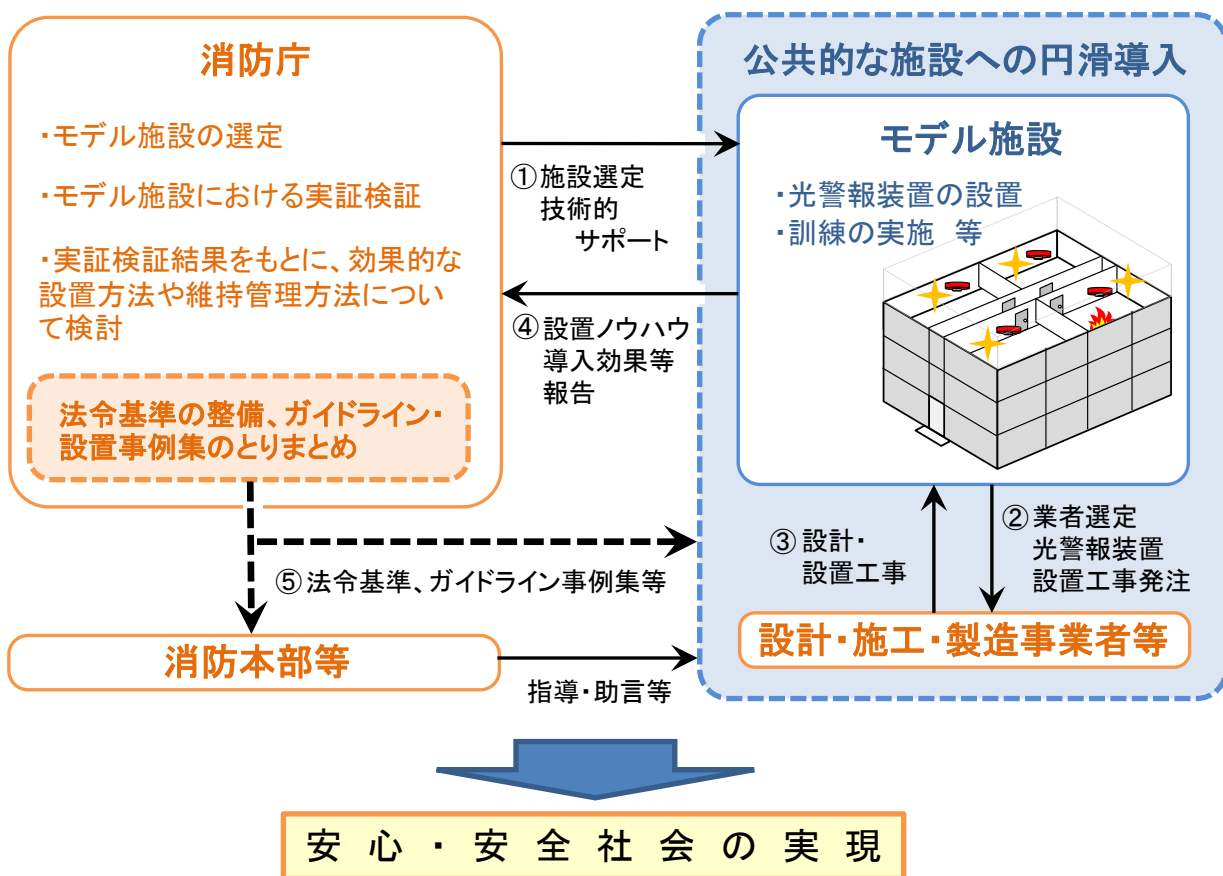 消防庁
・モデル施設の選定
・モデル施設における実証検証
・実証検証結果をもとに、効果的な
設置方法や維持管理方法につい
て検討
法令基準の整備、ガイドライン・
設置事例集のとりまとめ
①施設選定
技術的
サポート
④設置ノウハウ
導入効果等
報告
公共的な施設への円滑導入
モデル施設
・光警報装置の設置
・訓練の実施　等
③設計・
設置工事
②業者選定
光警報装置
設置工事発注
設計・施工・製造事業者等
⑤法令基準、ガイドライン事例集等
消防本部等
指導・助言等
安心・安全社会の実現